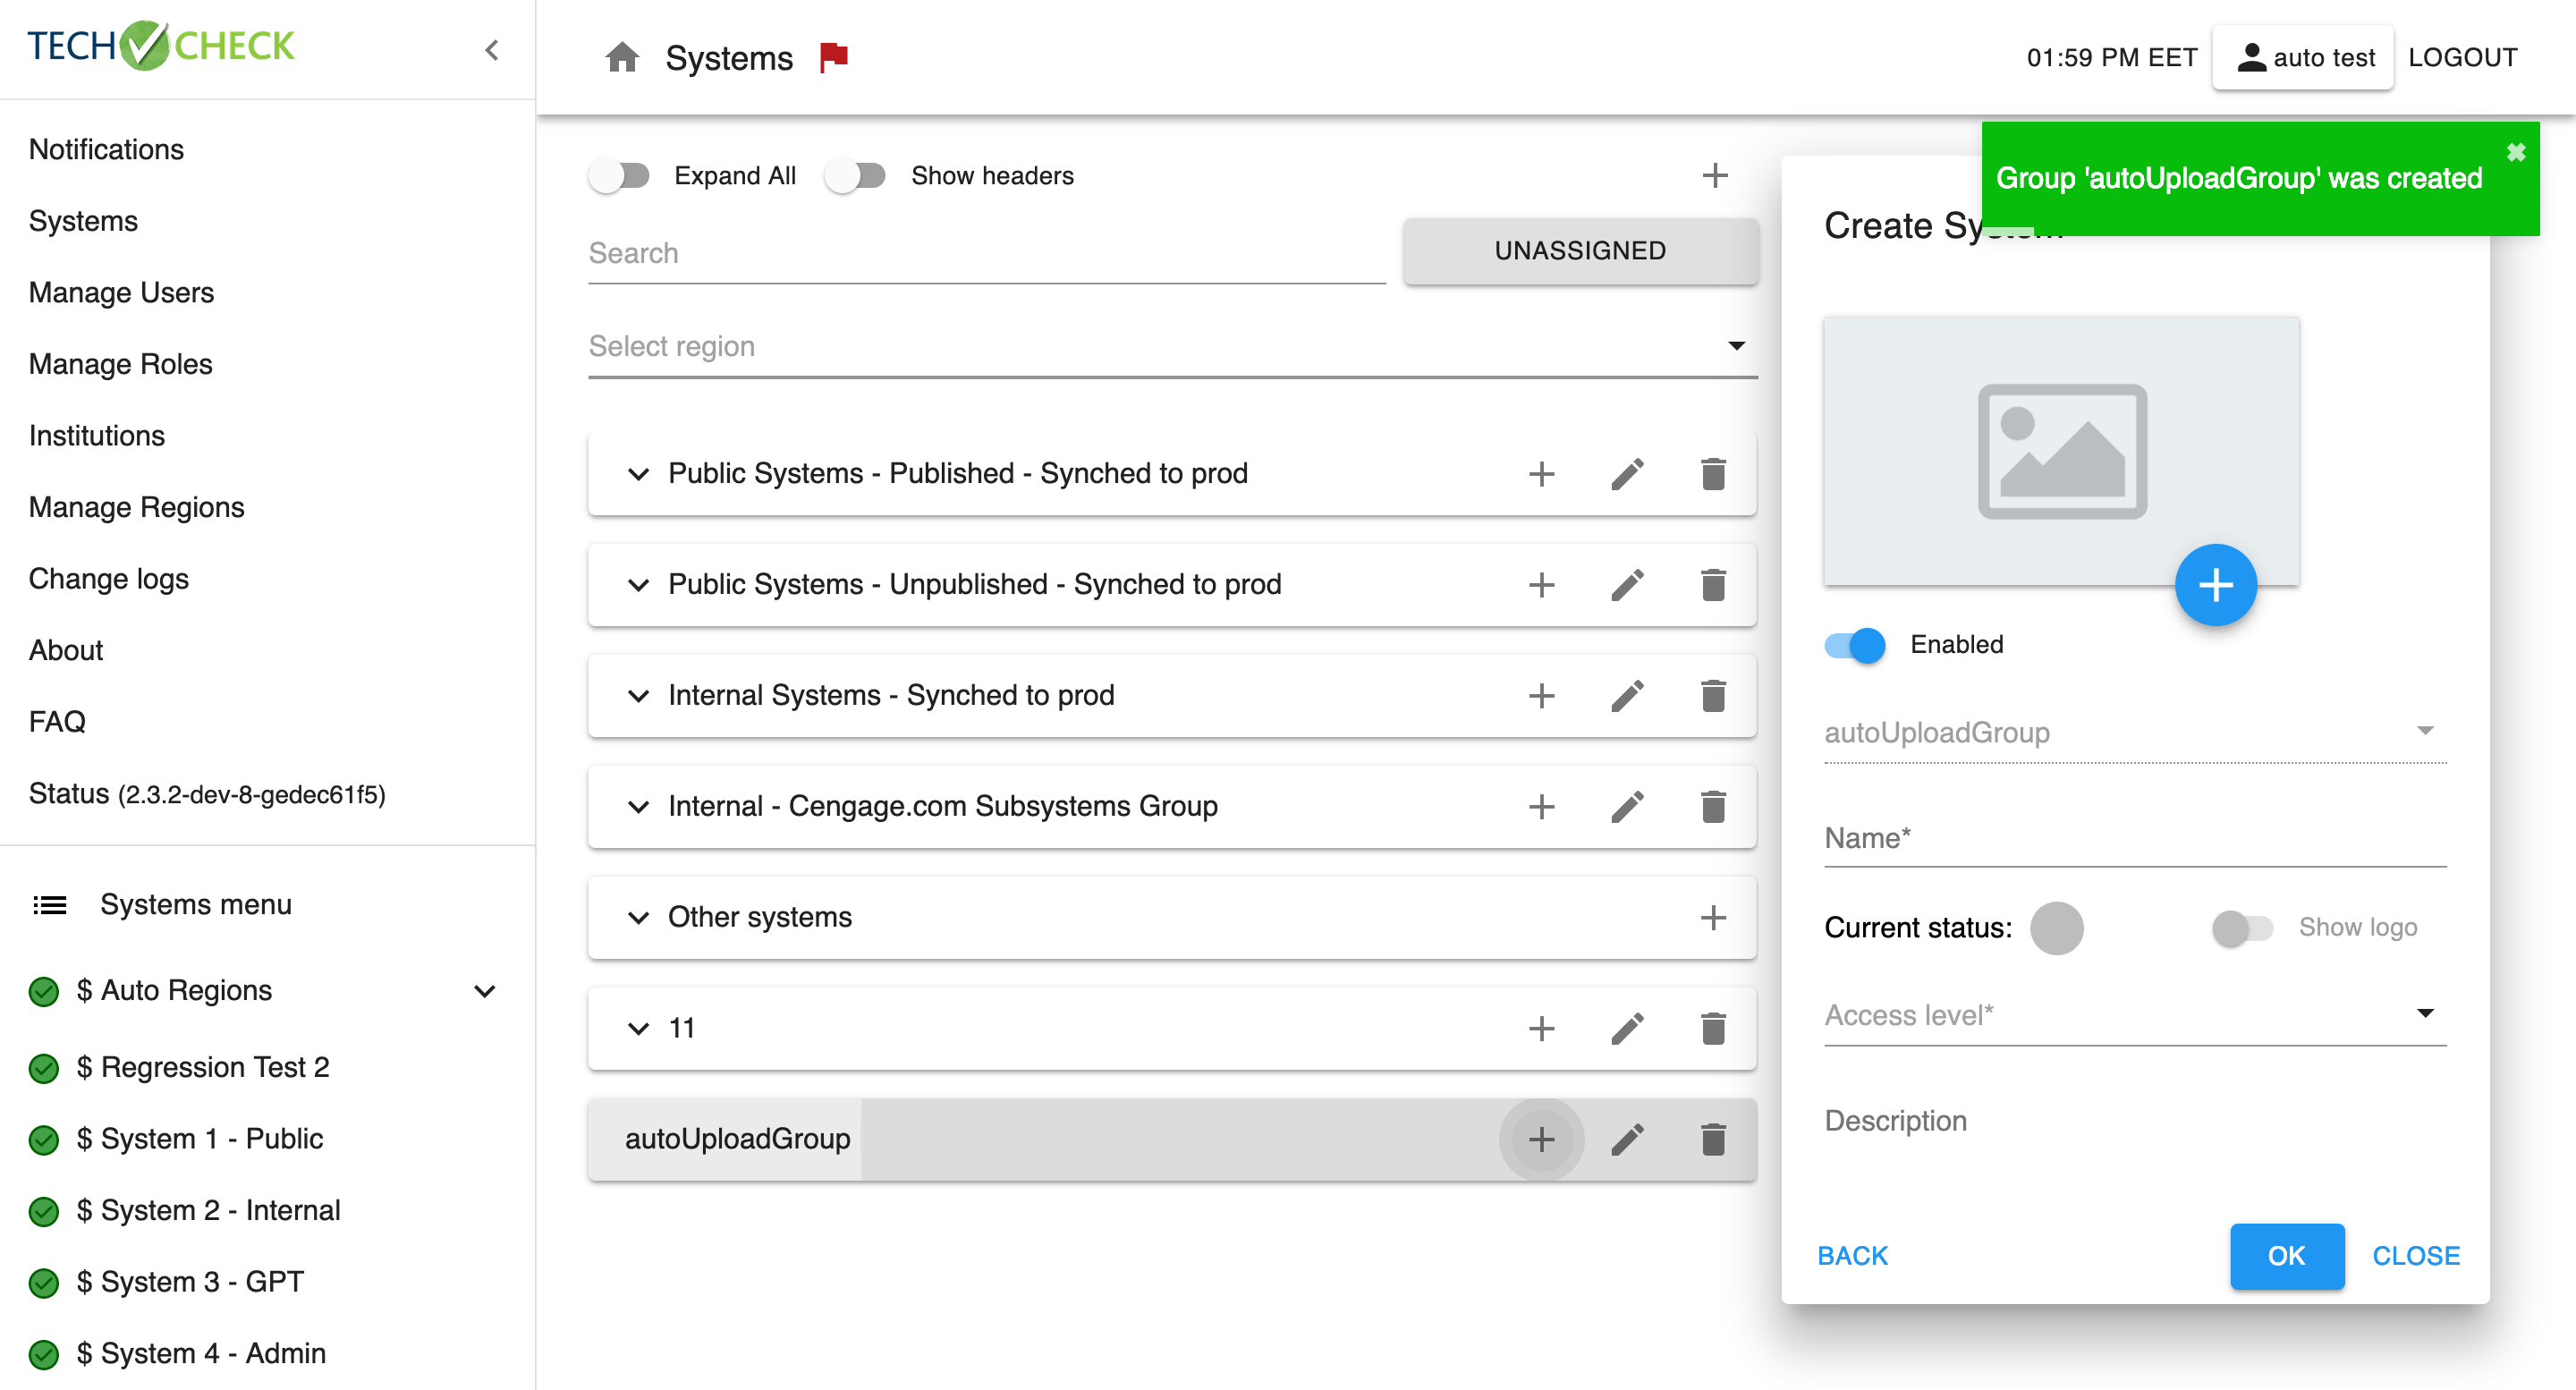 TECH CHECK
Notifications
Systems
Manage Users
Manage Roles
Institutions
Manage Regions
Change logs
About
FAQ
Status (2.3.2-dev-8-gedec61f5)
Systems menu
$ Auto Regions
$ Regression Test 2
$ System 1 - Public
$ System 2 - Internal
$ System 3 - GPT
$ System 4 - Admin
Systems
01:59 PM EET
auto test
LOGOUT
Expand All
Show headers
Search
UNASSIGNED
Select region
Public Systems - Published - Synched to prod
Public Systems - Unpublished - Synched to prod
Internal Systems - Synched to prod
Internal - Cengage.com Subsystems Group
Other systems
11
autoUploadGroup
Group 'autoUploadGroup' was created
Create System
Enabled
autoUploadGroup
Name*
Current status:
Show logo
Access level*
Description
BACK
OK
CLOSE